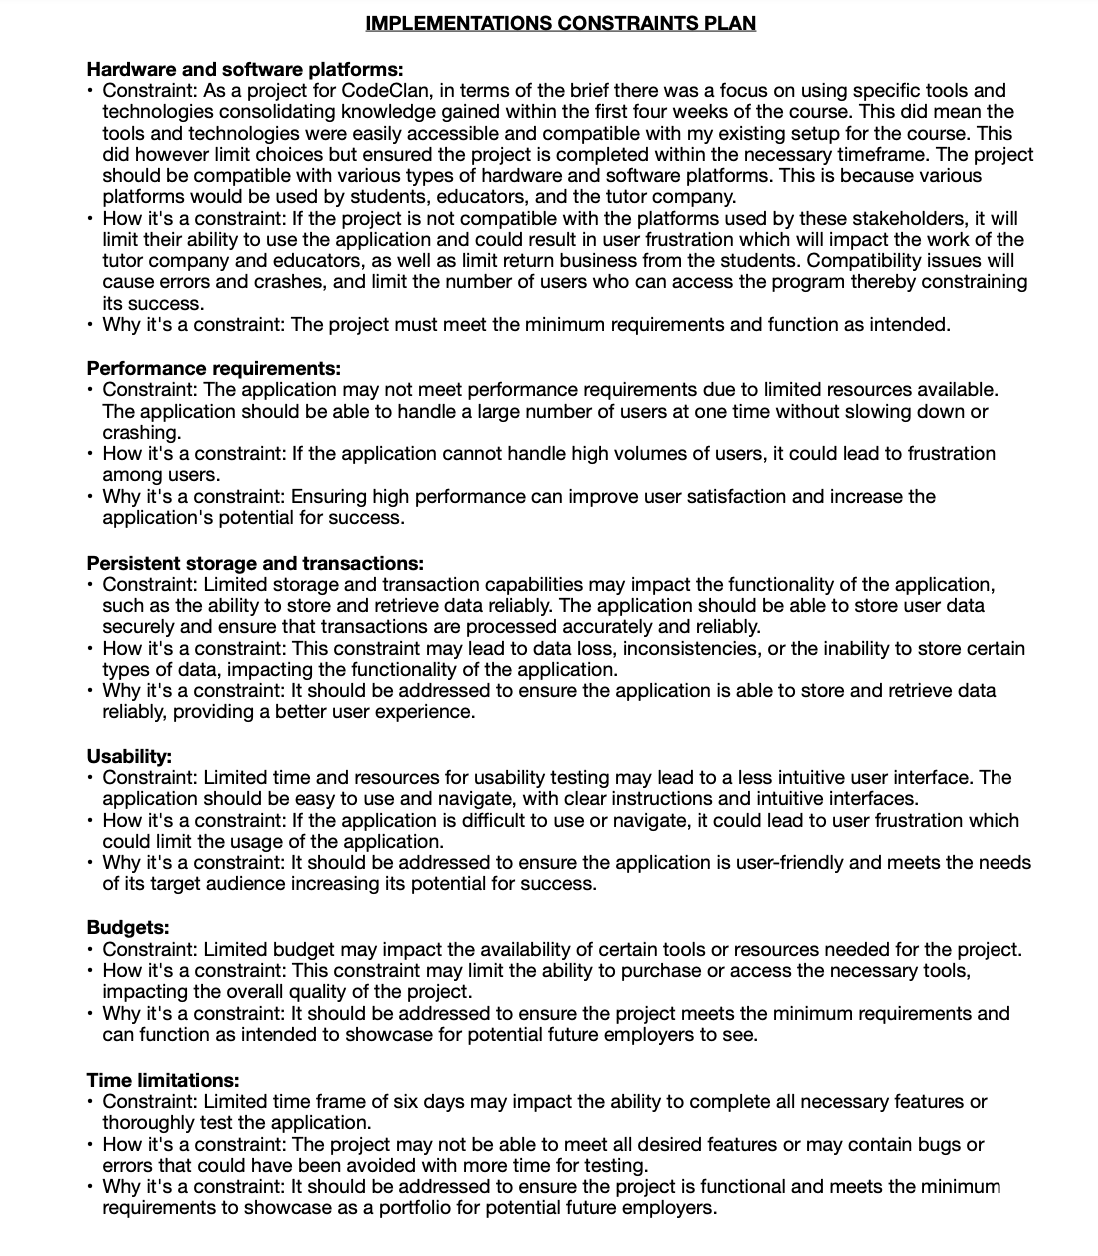 IMPLEMENTATIONS CONSTRAINTS PLAN
Hardware and software platforms:
• Constraint: As a project for CodeClan, in terms of the brief there was a focus on using specific tools and
technologies consolidating knowledge gained within the first four weeks of the course. This did mean the
tools and technologies were easily accessible and compatible with my existing setup for the course. This
did however limit choices but ensured the project is completed within the necessary timeframe. The project
should be compatible with various types of hardware and software platforms. This is because various
platforms would be used by students, educators, and the tutor company.
• How it's a constraint: If the project is not compatible with the platforms used by these stakeholders, it will
limit their ability to use the application and could result in user frustration which will impact the work of the
tutor company and educators, as well as limit return business from the students. Compatibility issues will
cause errors and crashes, and limit the number of users who can access the program thereby constraining
its success.
• Why it's a constraint: The project must meet the minimum requirements and function as intended.
Performance requirements:
• Constraint: The application may not meet performance requirements due to limited resources available.
The application should be able to handle a large number of users at one time without slowing down or
crashing.
• How it's a constraint: If the application cannot handle high volumes of users, it could lead to frustration
among users.
• Why it's a constraint: Ensuring high performance can improve user satisfaction and increase the
application's potential for success.
Persistent storage and transactions:
• Constraint: Limited storage and transaction capabilities may impact the functionality of the application,
such as the ability to store and retrieve data reliably. The application should be able to store user data
securely and ensure that transactions are processed accurately and reliably.
• How it's a constraint: This constraint may lead to data loss, inconsistencies, or the inability to store certain
types of data, impacting the functionality of the application.
• Why it's a constraint: It should be addressed to ensure the application is able to store and retrieve data
reliably, providing a better user experience.
Usability:
• Constraint: Limited time and resources for usability testing may lead to a less intuitive user interface. The
application should be easy to use and navigate, with clear instructions and intuitive interfaces.
• How it's a constraint: If the application is difficult to use or navigate, it could lead to user frustration which
could limit the usage of the application.
• Why it's a constraint: It should be addressed to ensure the application is user-friendly and meets the needs
of its target audience increasing its potential for success.
Budgets:
• Constraint: Limited budget may impact the availability of certain tools or resources needed for the project.
• How it's a constraint: This constraint may limit the ability to purchase or access the necessary tools,
impacting the overall quality of the project.
• Why it's a constraint: It should be addressed to ensure the project meets the minimum requirements and
can function as intended to showcase for potential future employers to see.
Time limitations:
• Constraint: Limited time frame of six days may impact the ability to complete all necessary features or
thoroughly test the application.
• How it's a constraint: The project may not be able to meet all desired features or may contain bugs or
errors that could have been avoided with more time for testing.
• Why it's a constraint: It should be addressed to ensure the project is functional and meets the minimum
requirements to showcase as a portfolio for potential future employers.